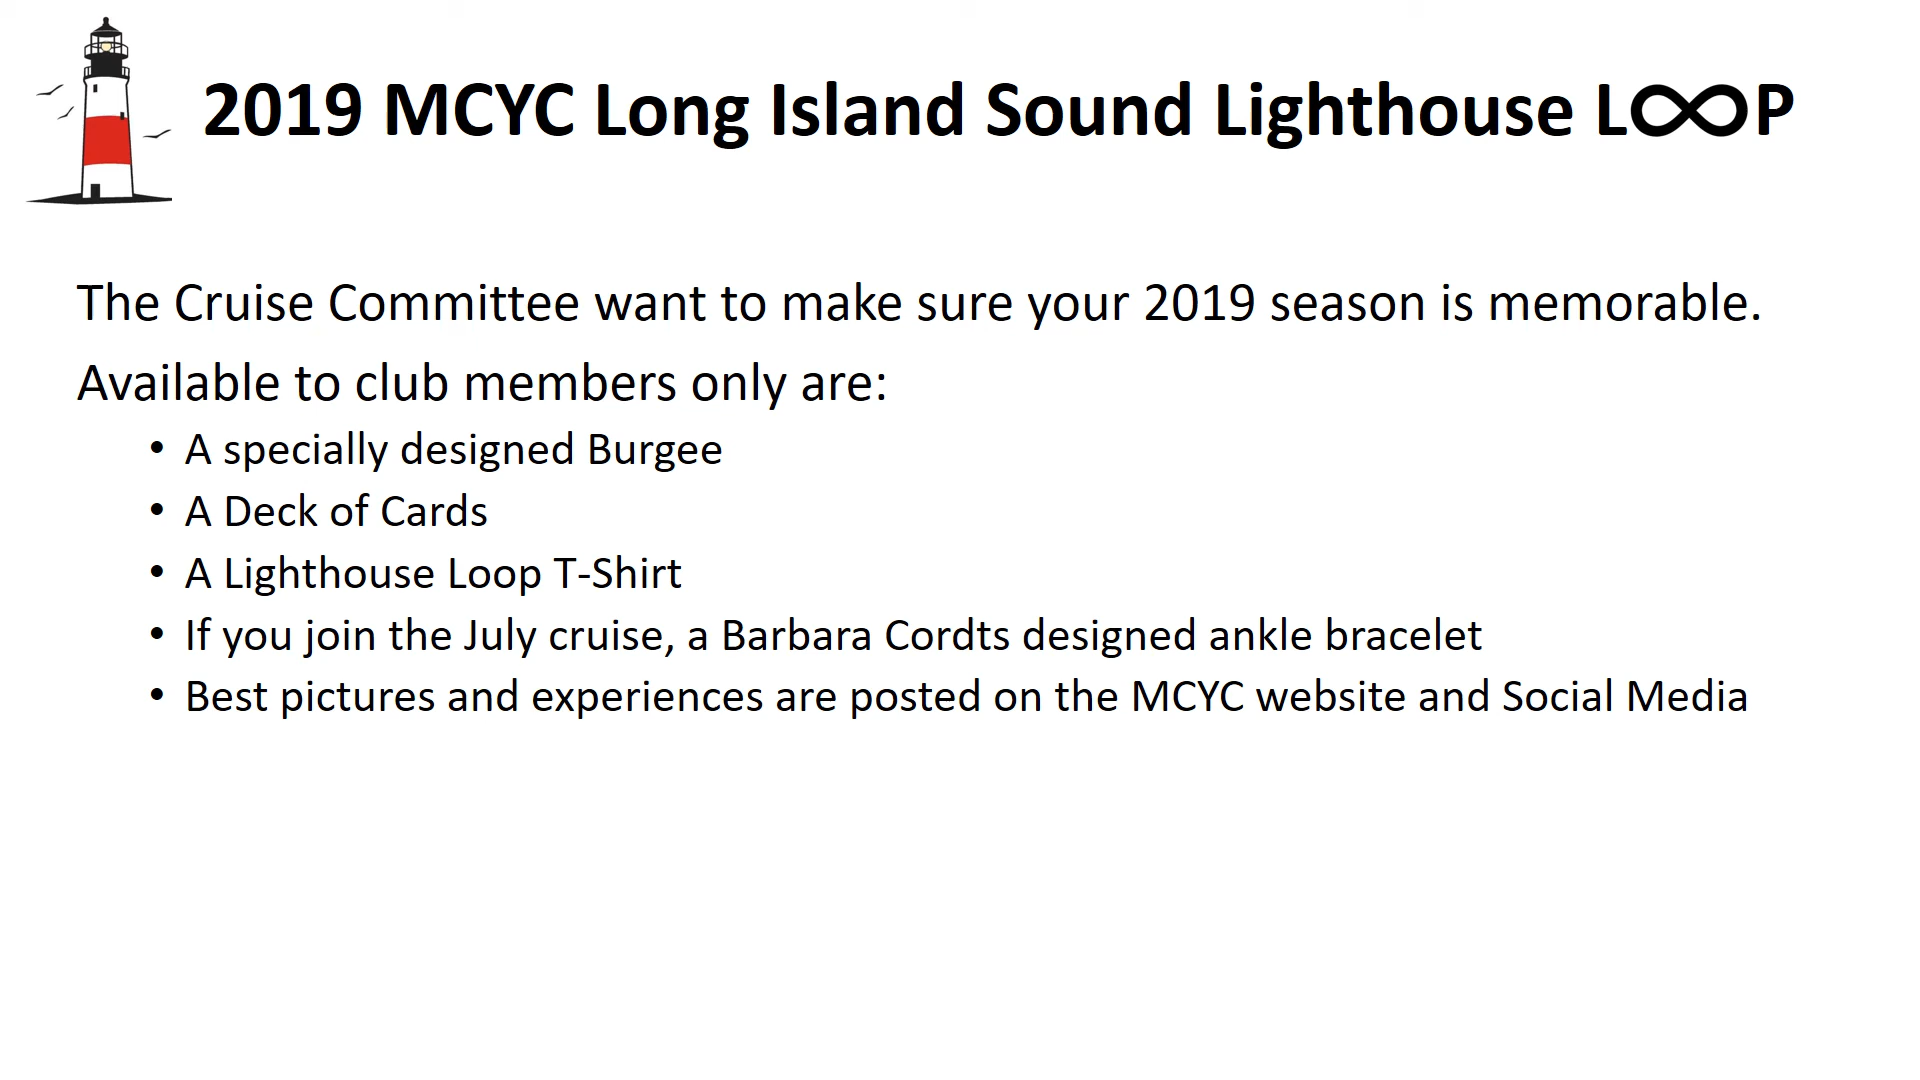 2019 MCYC Long Island Sound Lighthouse L∞P
The Cruise Committee want to make sure your 2019 season is memorable.
Available to club members only are:
• A specially designed Burgee
• A Deck of Cards
• A Lighthouse Loop T-Shirt
• If you join the July cruise, a Barbara Cordts designed ankle bracelet
• Best pictures and experiences are posted on the MCYC website and Social Media